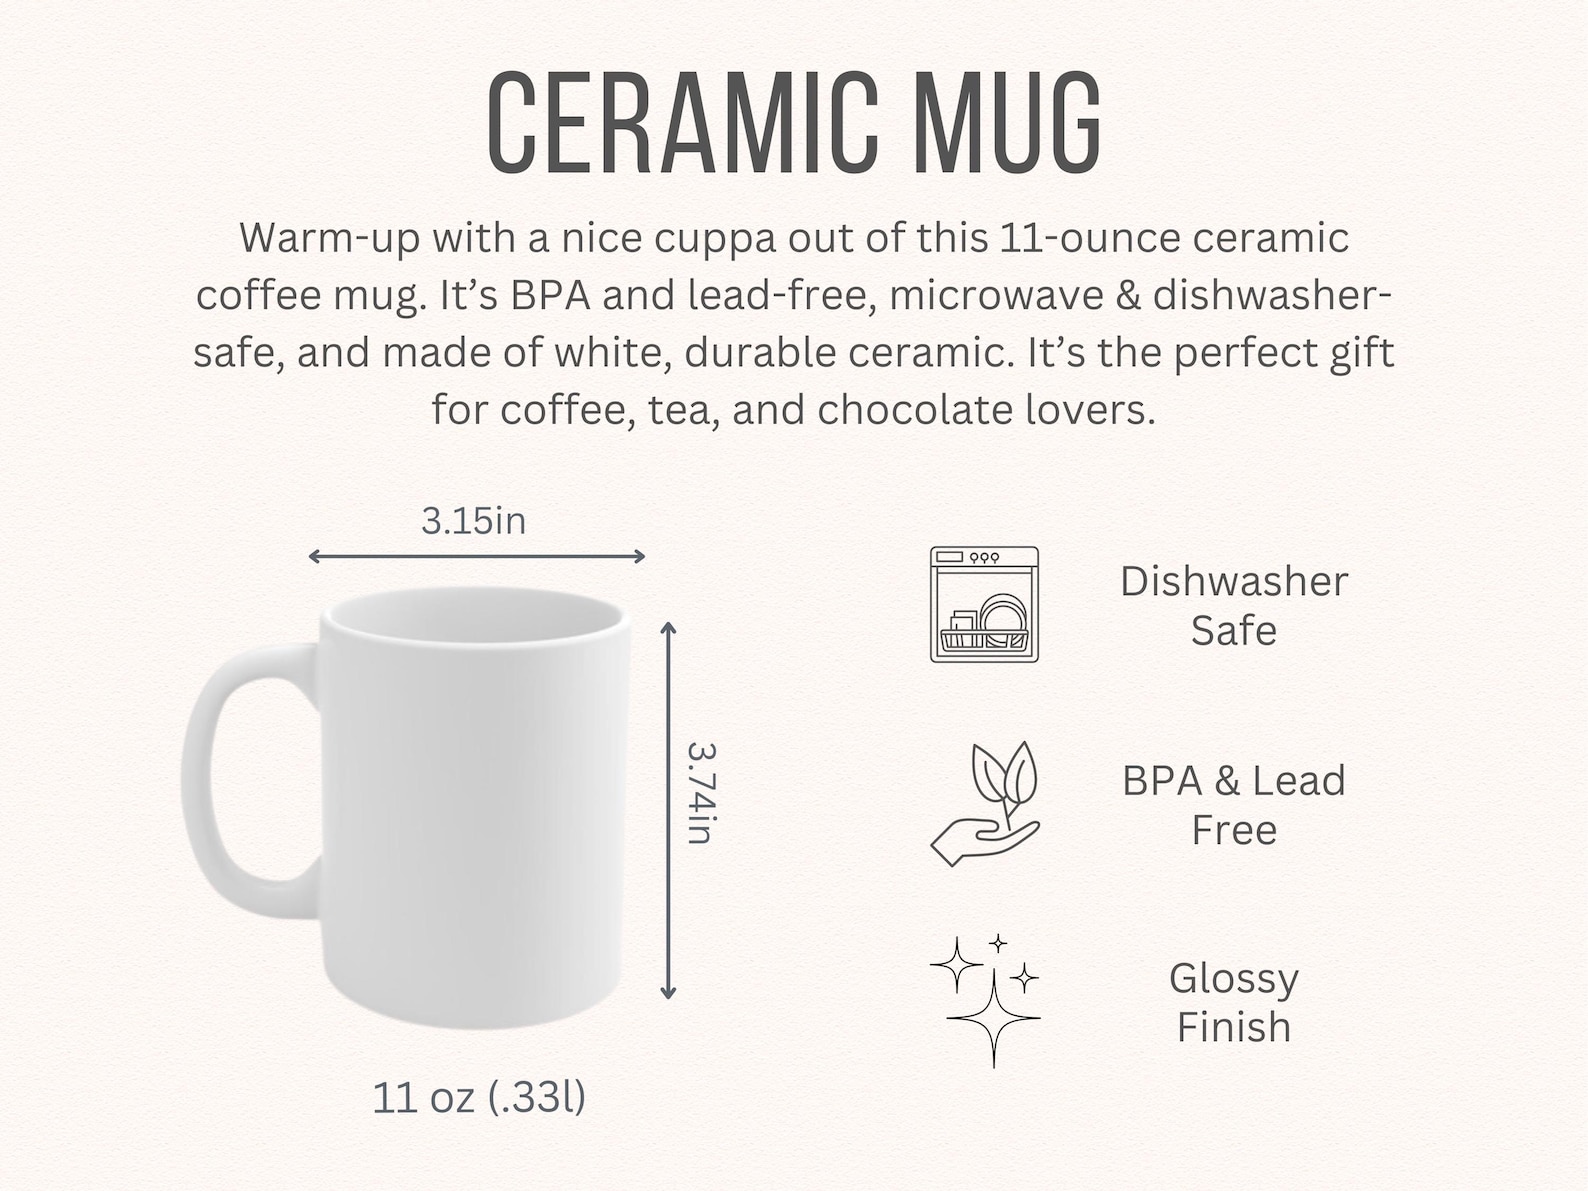 CERAMIC MUG
Warm-up with a nice cuppa out of this 11-ounce ceramic
coffee mug. It’s BPA and lead-free, microwave & dishwasher-
safe, and made of white, durable ceramic. It’s the perfect gift
for coffee, tea, and chocolate lovers.
3.15in
3.74in
11 oz (.33l)
Dishwasher
Safe
BPA & Lead
Free
Glossy
Finish